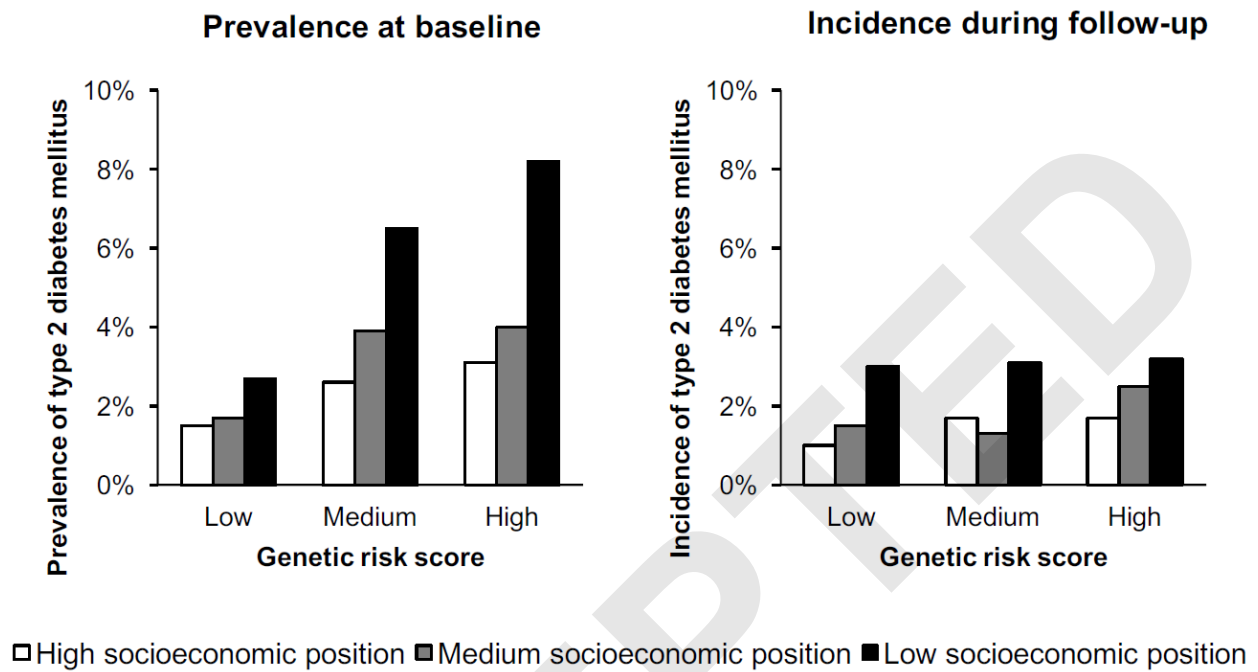 Prevalence at baseline
Prevalence of type 2 diabetes mellitus
10%
8%
6%
4%
2%
0%
Low Medium High
Genetic risk score
Incidence during follow-up
Incidence of type 2 diabetes mellitus
10%
8%
6%
4%
2%
0%
Low Medium High
Genetic risk score
High socioeconomic position Medium socioeconomic position Low socioeconomic position
PTED